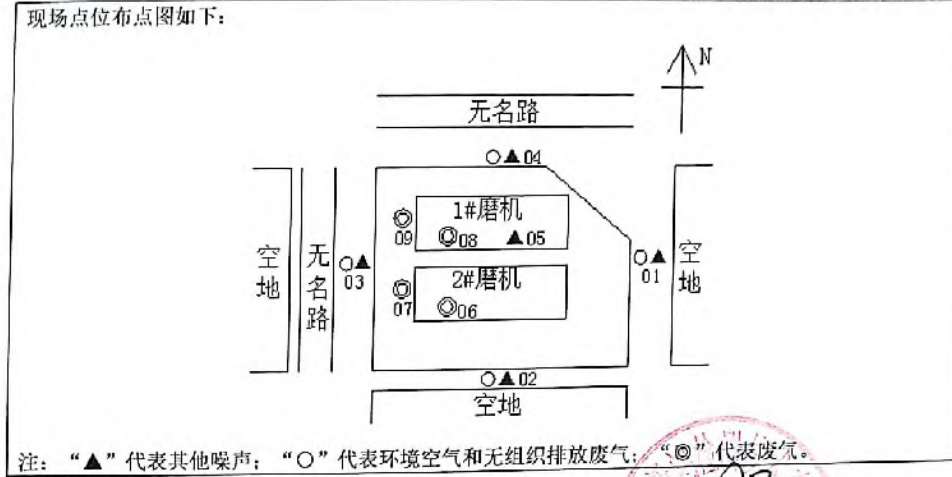 现场点位布点图如下：
N
无名路
○▲04
1#磨机
◎
09
◎08 ▲05
空地
无名路
○▲
03
2#磨机
◎
07
◎06
○▲
01
空地
○▲02
空地
注：“▲”代表其他噪声；“○”代表环境空气和无组织排放废气；“◎”代表废气。